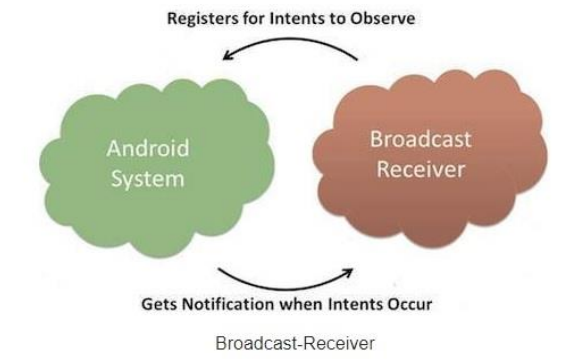 Registers for Intents to Observe
Android
System
Broadcast
Receiver
Gets Notification when Intents Occur
Broadcast-Receiver